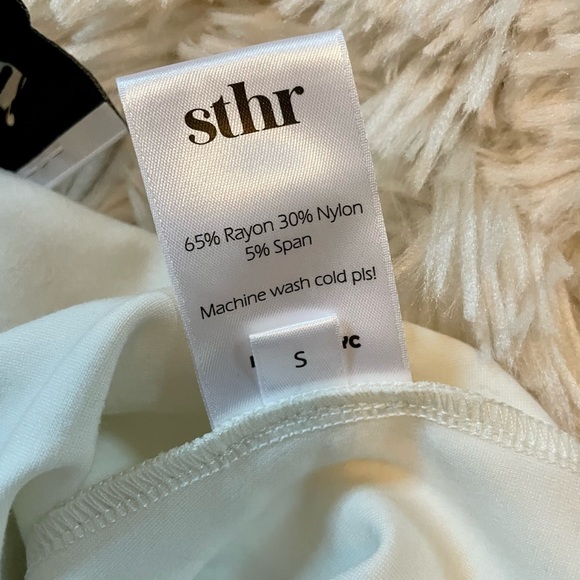 sthr
65% Rayon 30% Nylon
5% Span
Machine wash cold pls!
S